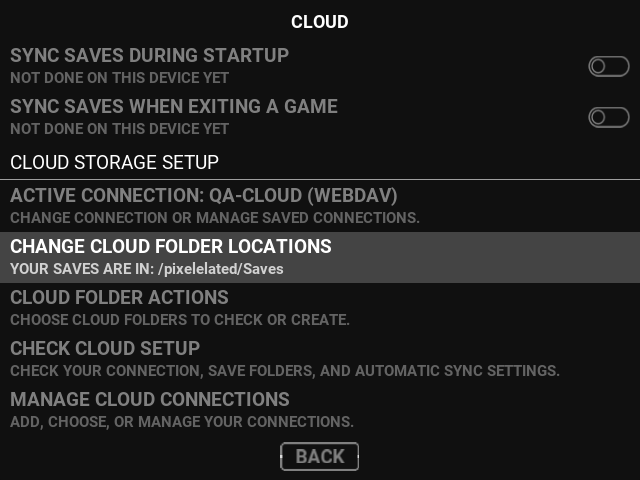 CLOUD
SYNC SAVES DURING STARTUP
NOT DONE ON THIS DEVICE YET
SYNC SAVES WHEN EXITING A GAME
NOT DONE ON THIS DEVICE YET
CLOUD STORAGE SETUP
ACTIVE CONNECTION: QA-CLOUD (WEBDAV)
CHANGE CONNECTION OR MANAGE SAVED CONNECTIONS.
CHANGE CLOUD FOLDER LOCATIONS
YOUR SAVES ARE IN: /pixelelated/Saves
CLOUD FOLDER ACTIONS
CHOOSE CLOUD FOLDERS TO CHECK OR CREATE.
CHECK CLOUD SETUP
CHECK YOUR CONNECTION, SAVE FOLDERS, AND AUTOMATIC SYNC SETTINGS.
MANAGE CLOUD CONNECTIONS
ADD, CHOOSE, OR MANAGE YOUR CONNECTIONS.
BACK